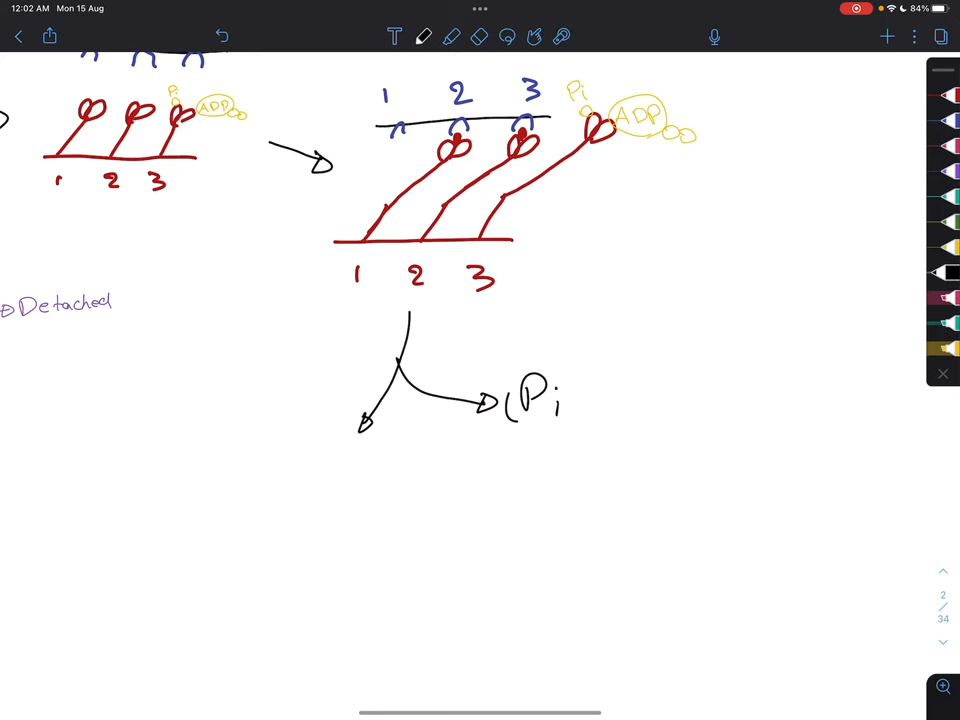 12:02 AM Mon 15 Aug
84%
T
1 2 3
Pi
ADP
Pi
ADP
1 2 3
1 2 3
Detached
(Pi
2
/
34